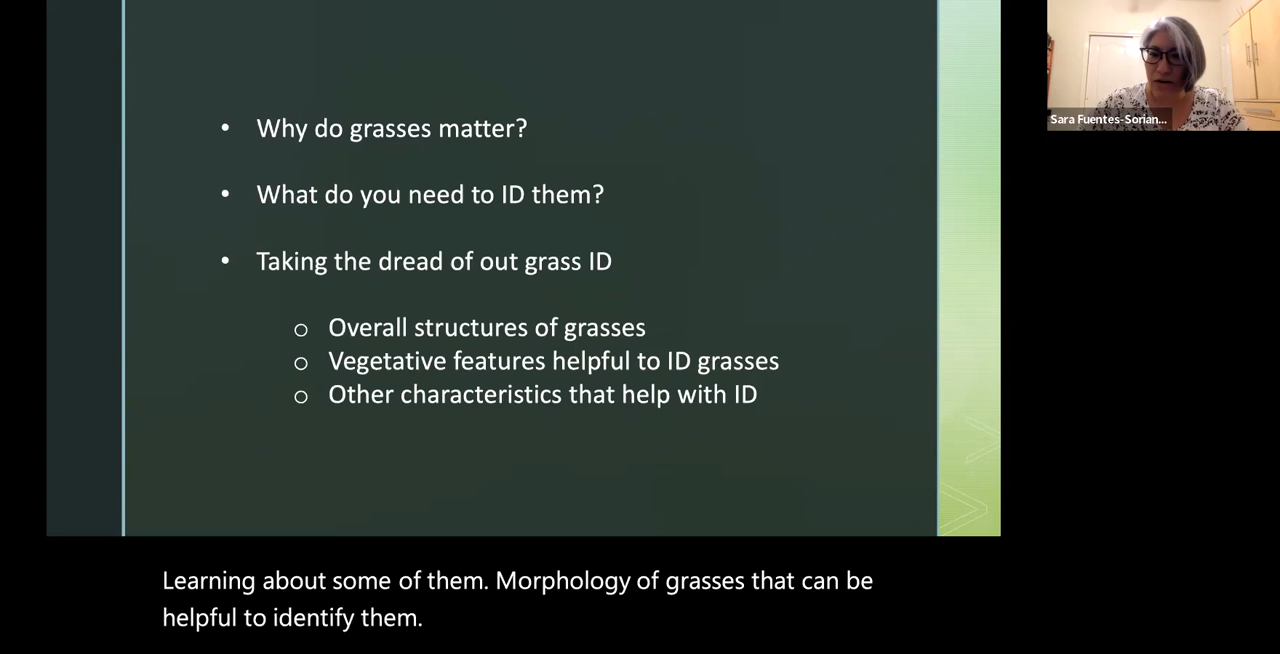 • Why do grasses matter?
• What do you need to ID them?
• Taking the dread of out grass ID
o Overall structures of grasses
o Vegetative features helpful to ID grasses
o Other characteristics that help with ID
Sara Fuentes-Sorian...
Learning about some of them. Morphology of grasses that can be
helpful to identify them.